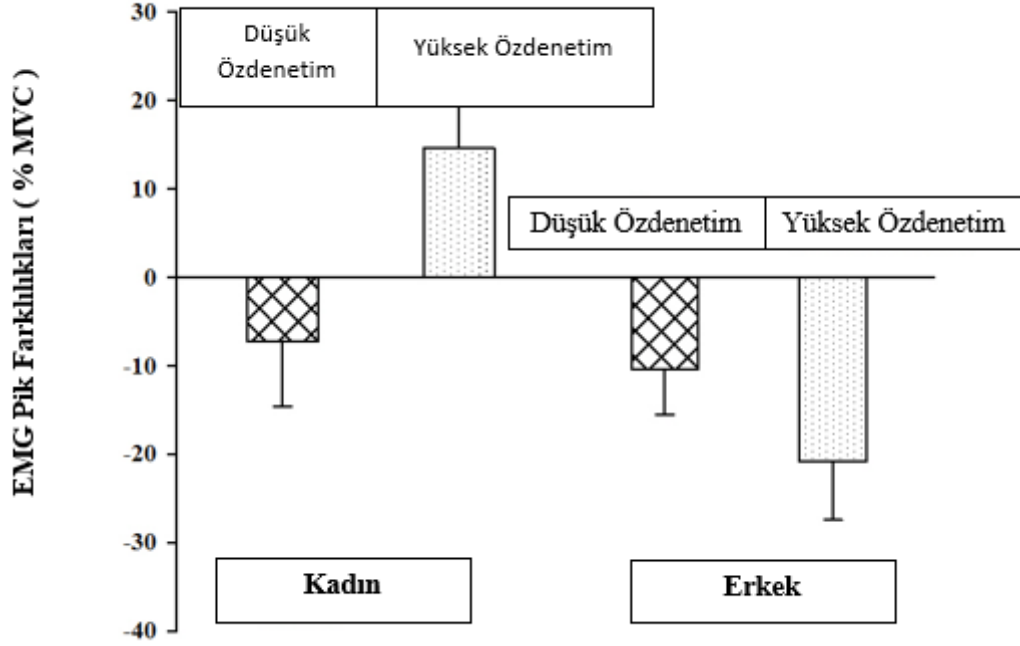 EMG Pik Farklılıkları ( % MVC )
30
20
10
0
-10
-20
-30
-40
Düşük
Özdenetim
Yüksek Özdenetim
Düşük Özdenetim
Yüksek Özdenetim
Kadın
Erkek